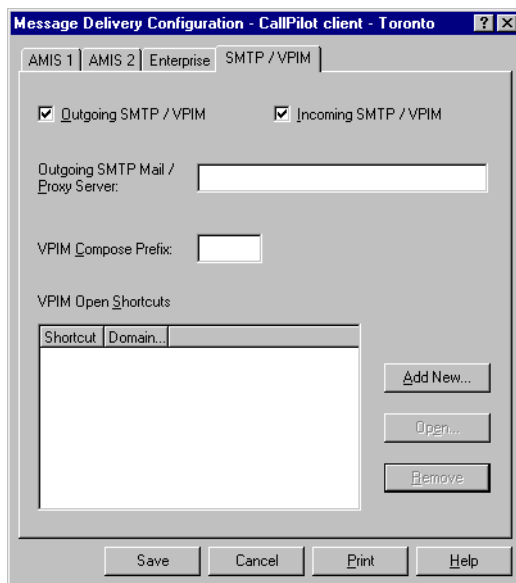 Message Delivery Configuration - CallPilot client - Toronto
AMIS 1 AMIS 2 Enterprise SMTP / VPIM
Outgoing SMTP / VPIM Incoming SMTP / VPIM
Outgoing SMTP Mail /
Proxy Server:
VPIM Compose Prefix:
VPIM Open Shortcuts
Shortcut Domain...
Add New...
Open...
Remove
Save Cancel Print Help